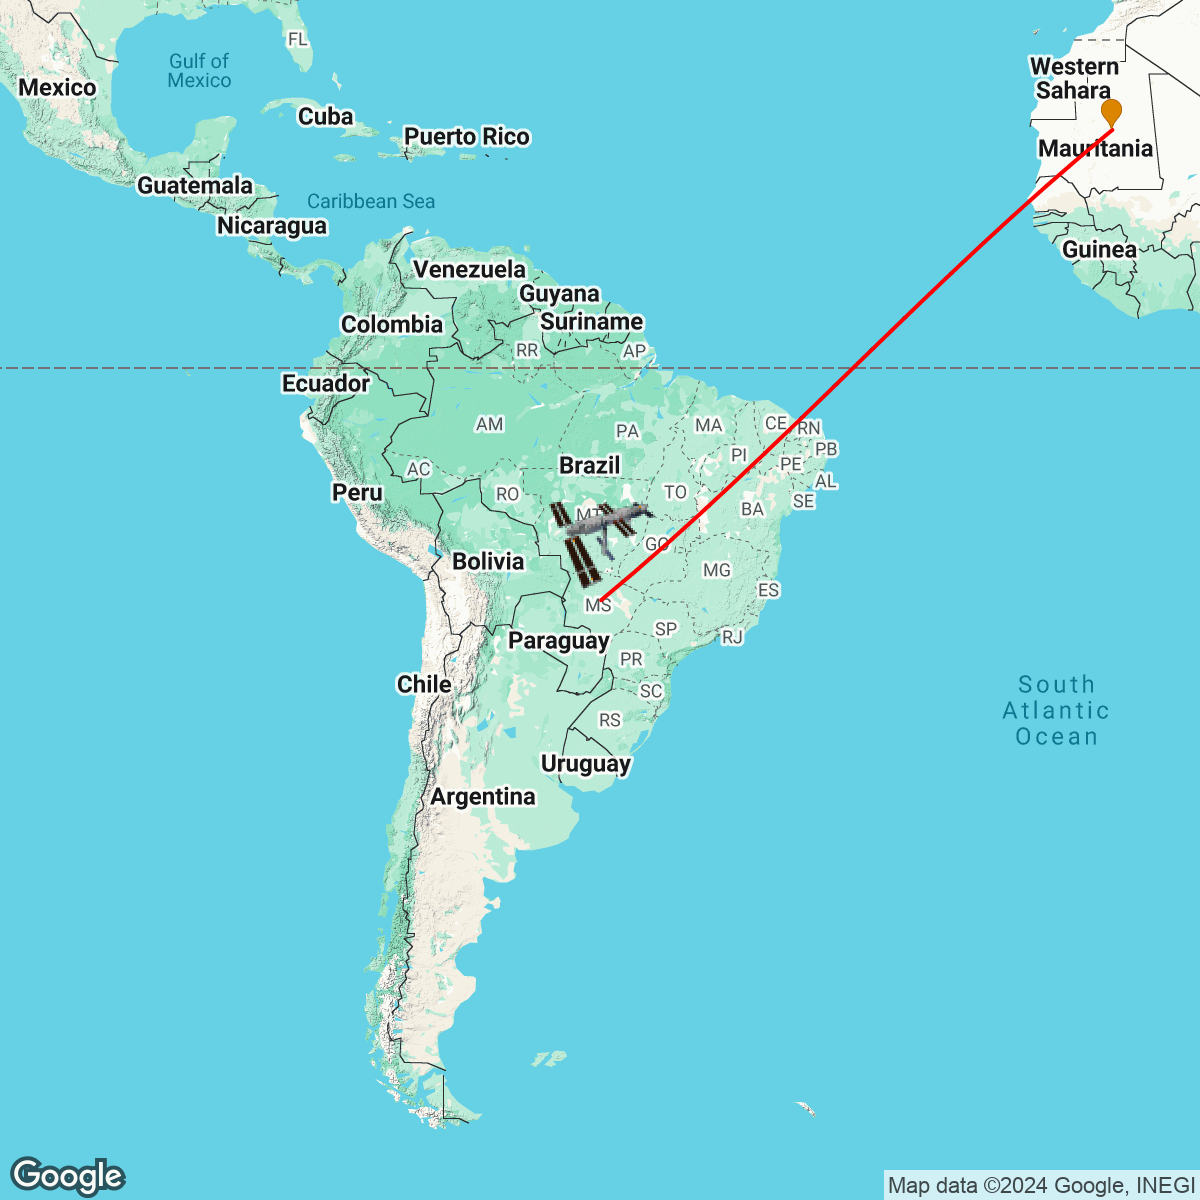 FL
Gulf of
Mexico
Mexico
Western
Sahara
Cuba
Puerto Rico
Mauritania
Guatemala
Caribbean Sea
Nicaragua
Guinea
Venezuela
Guyana
Suriname
Colombia
RR
AP
Ecuador
AM
PA
MA
CE
RN
PB
PI
Brazil
PE
AC
AL
Peru
RO
TO
SE
BA
MT
GO
Bolivia
MG
ES
MS
SP
RJ
Paraguay
PR
Chile
SC
South
Atlantic
Ocean
RS
Uruguay
Argentina
Google
Map data ©2024 Google, INEGI